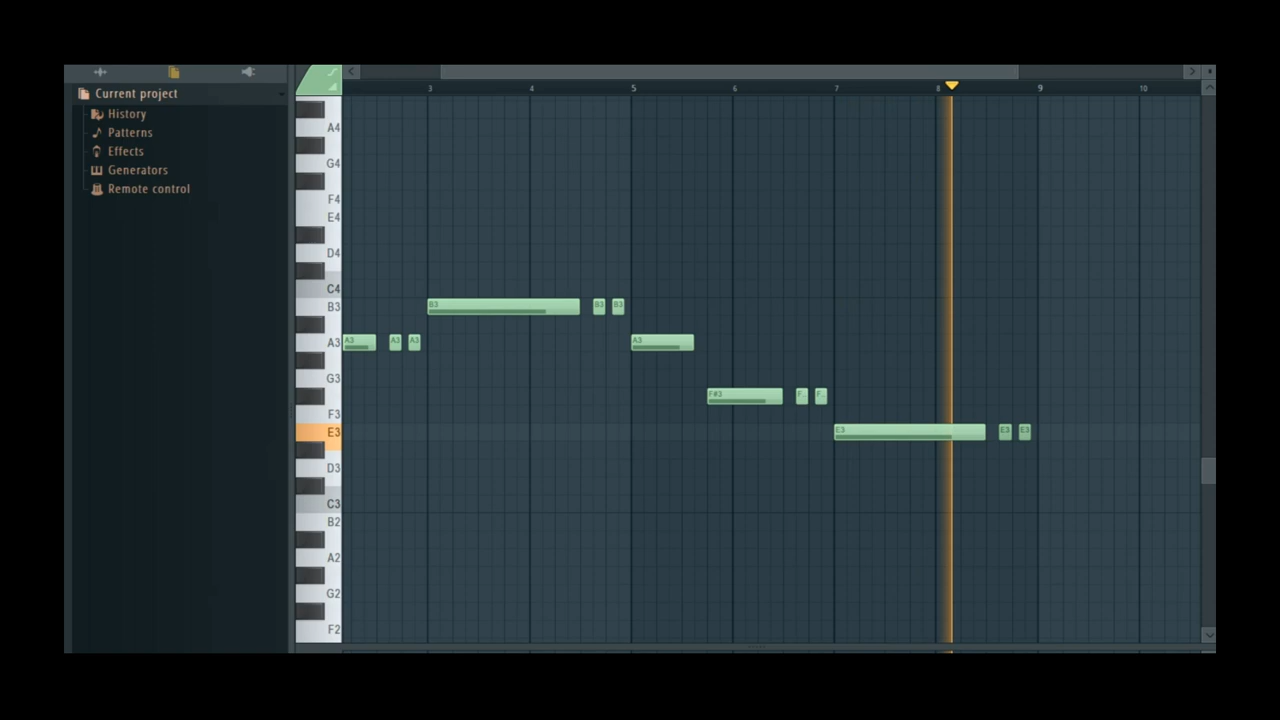 Current project
History
Patterns
Effects
Generators
Remote control
3 4 5 6 7 8 9 10
A4
G4
F4
E4
D4
C4
B3
A3
G3
F3
E3
D3
C3
B2
A2
G2
F2
B3 B3 B3
A3 A3 A3 A3
F#3 F.. F..
E3 E3 E3